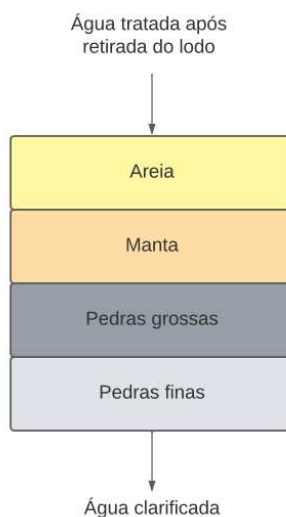 Água tratada após
retirada do lodo
Areia
Manta
Pedras grossas
Pedras finas
Água clarificada